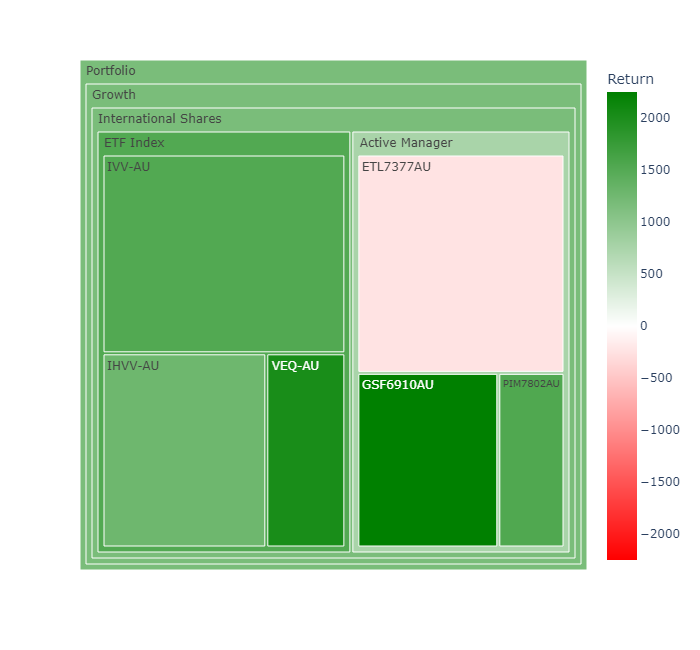 Portfolio
Growth
International Shares
ETF Index
IVV-AU
IHVV-AU
VEQ-AU
Active Manager
ETL7377AU
GSF6910AU
PIM7802AU
Return
2000
1500
1000
500
0
−500
−1000
−1500
−2000